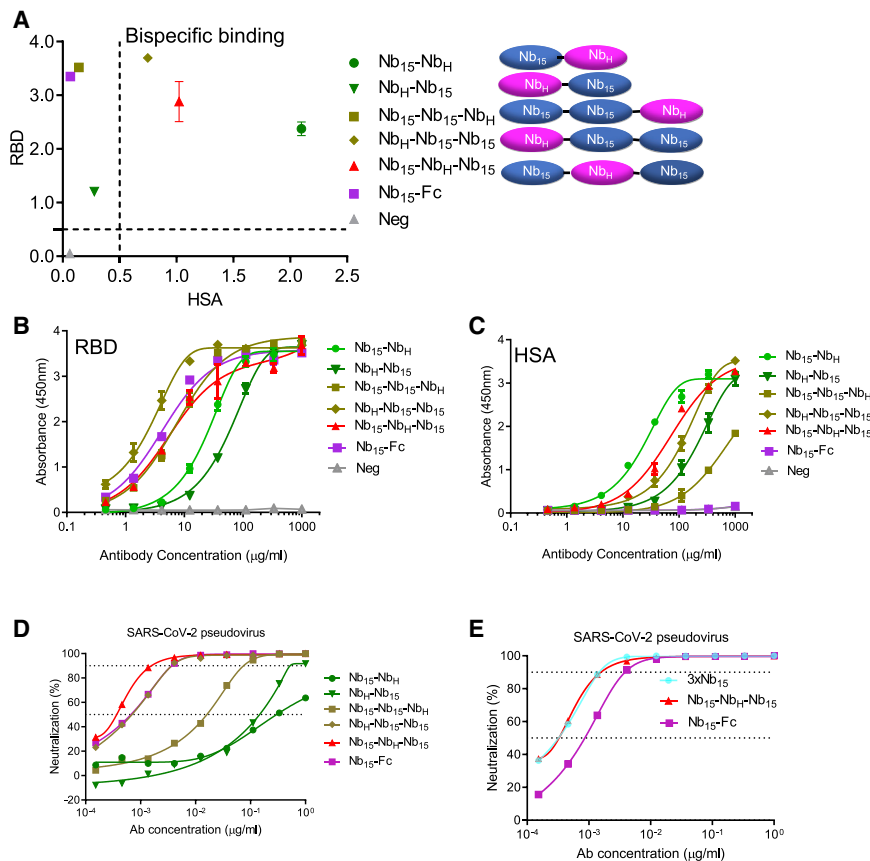 A
Bispecific binding
4.0
3.0
2.0
1.0
0.0
RBD
0.0 0.5 1.0 1.5 2.0 2.5
HSA
Nb15-NbH
NbH-Nb15
Nb15-Nb15-NbH
NbH-Nb15-Nb15
Nb15-NbH-Nb15
Nb15-Fc
Neg
Nb15 NbH
NbH Nb15
Nb15 Nb15 NbH
NbH Nb15 Nb15
Nb15 NbH Nb15
B
RBD
4
3
2
1
0
Absorbance (450nm)
0.1 1 10 100 1000
Antibody Concentration (μg/ml)
Nb15-NbH
NbH-Nb15
Nb15-Nb15-NbH
NbH-Nb15-Nb15
Nb15-NbH-Nb15
Nb15-Fc
Neg
C
HSA
4
3
2
1
0
Absorbance (450nm)
0.1 1 10 100 1000
Antibody Concentration (μg/ml)
Nb15-NbH
NbH-Nb15
Nb15-Nb15-NbH
NbH-Nb15-Nb15
Nb15-NbH-Nb15
Nb15-Fc
Neg
D
SARS-CoV-2 pseudovirus
100
80
60
40
20
0
-20
Neutralization (%)
10-4 10-3 10-2 10-1 100
Ab concentration (μg/ml)
Nb15-NbH
NbH-Nb15
Nb15-Nb15-NbH
NbH-Nb15-Nb15
Nb15-NbH-Nb15
Nb15-Fc
E
SARS-CoV-2 pseudovirus
100
80
60
40
20
0
Neutralization (%)
10-4 10-3 10-2 10-1 100
Ab concentration (μg/ml)
3xNb15
Nb15-NbH-Nb15
Nb15-Fc